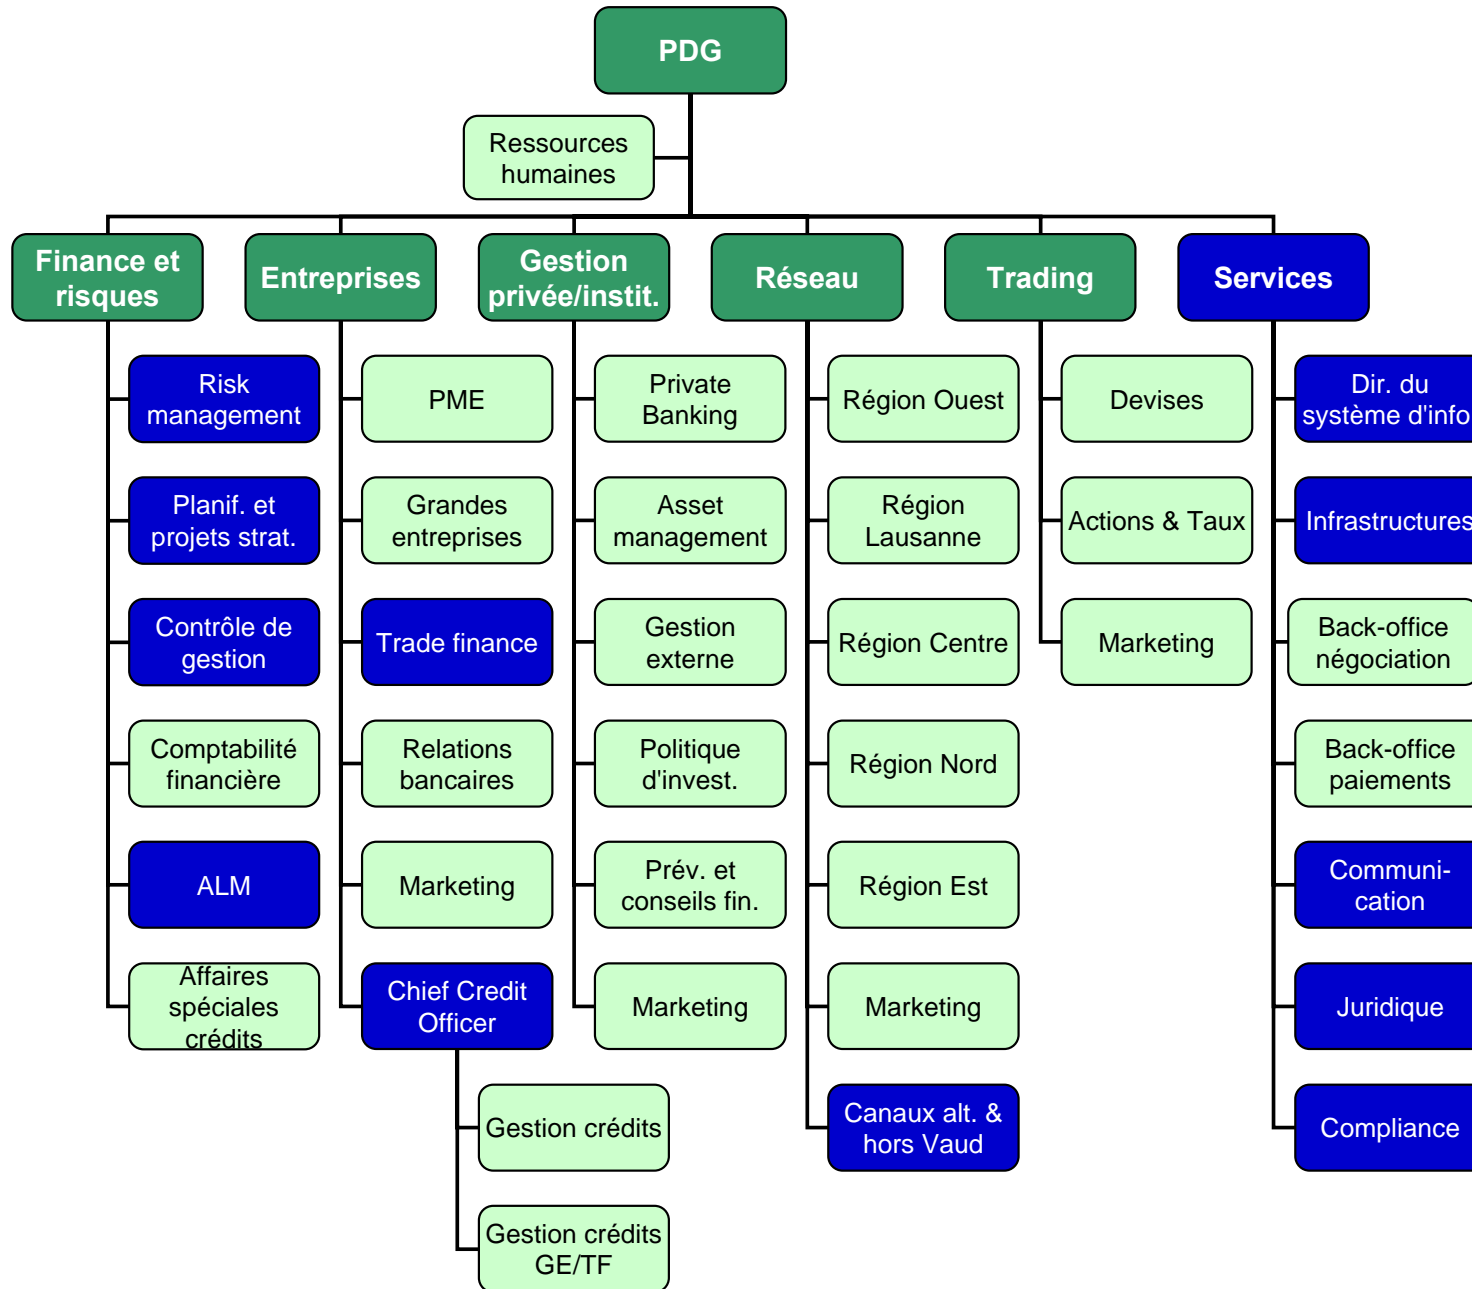 PDG
Ressources
humaines
Finance et
risques
Entreprises
Gestion
privée/instit.
Réseau
Trading
Services
Risk
management
Planif. et
projets strat.
Contrôle de
gestion
Comptabilité
financière
ALM
Affaires
spéciales
crédits
PME
Grandes
entreprises
Trade finance
Relations
bancaires
Marketing
Chief Credit
Officer
Gestion crédits
Gestion crédits
GE/TF
Private
Banking
Asset
management
Gestion
externe
Politique
d'invest.
Prév. et
conseils fin.
Marketing
Région Ouest
Région
Lausanne
Région Centre
Région Nord
Région Est
Marketing
Canaux alt. &
hors Vaud
Devises
Actions & Taux
Marketing
Dir. du
système d'info
Infrastructures
Back-office
négociation
Back-office
paiements
Communi-
cation
Juridique
Compliance